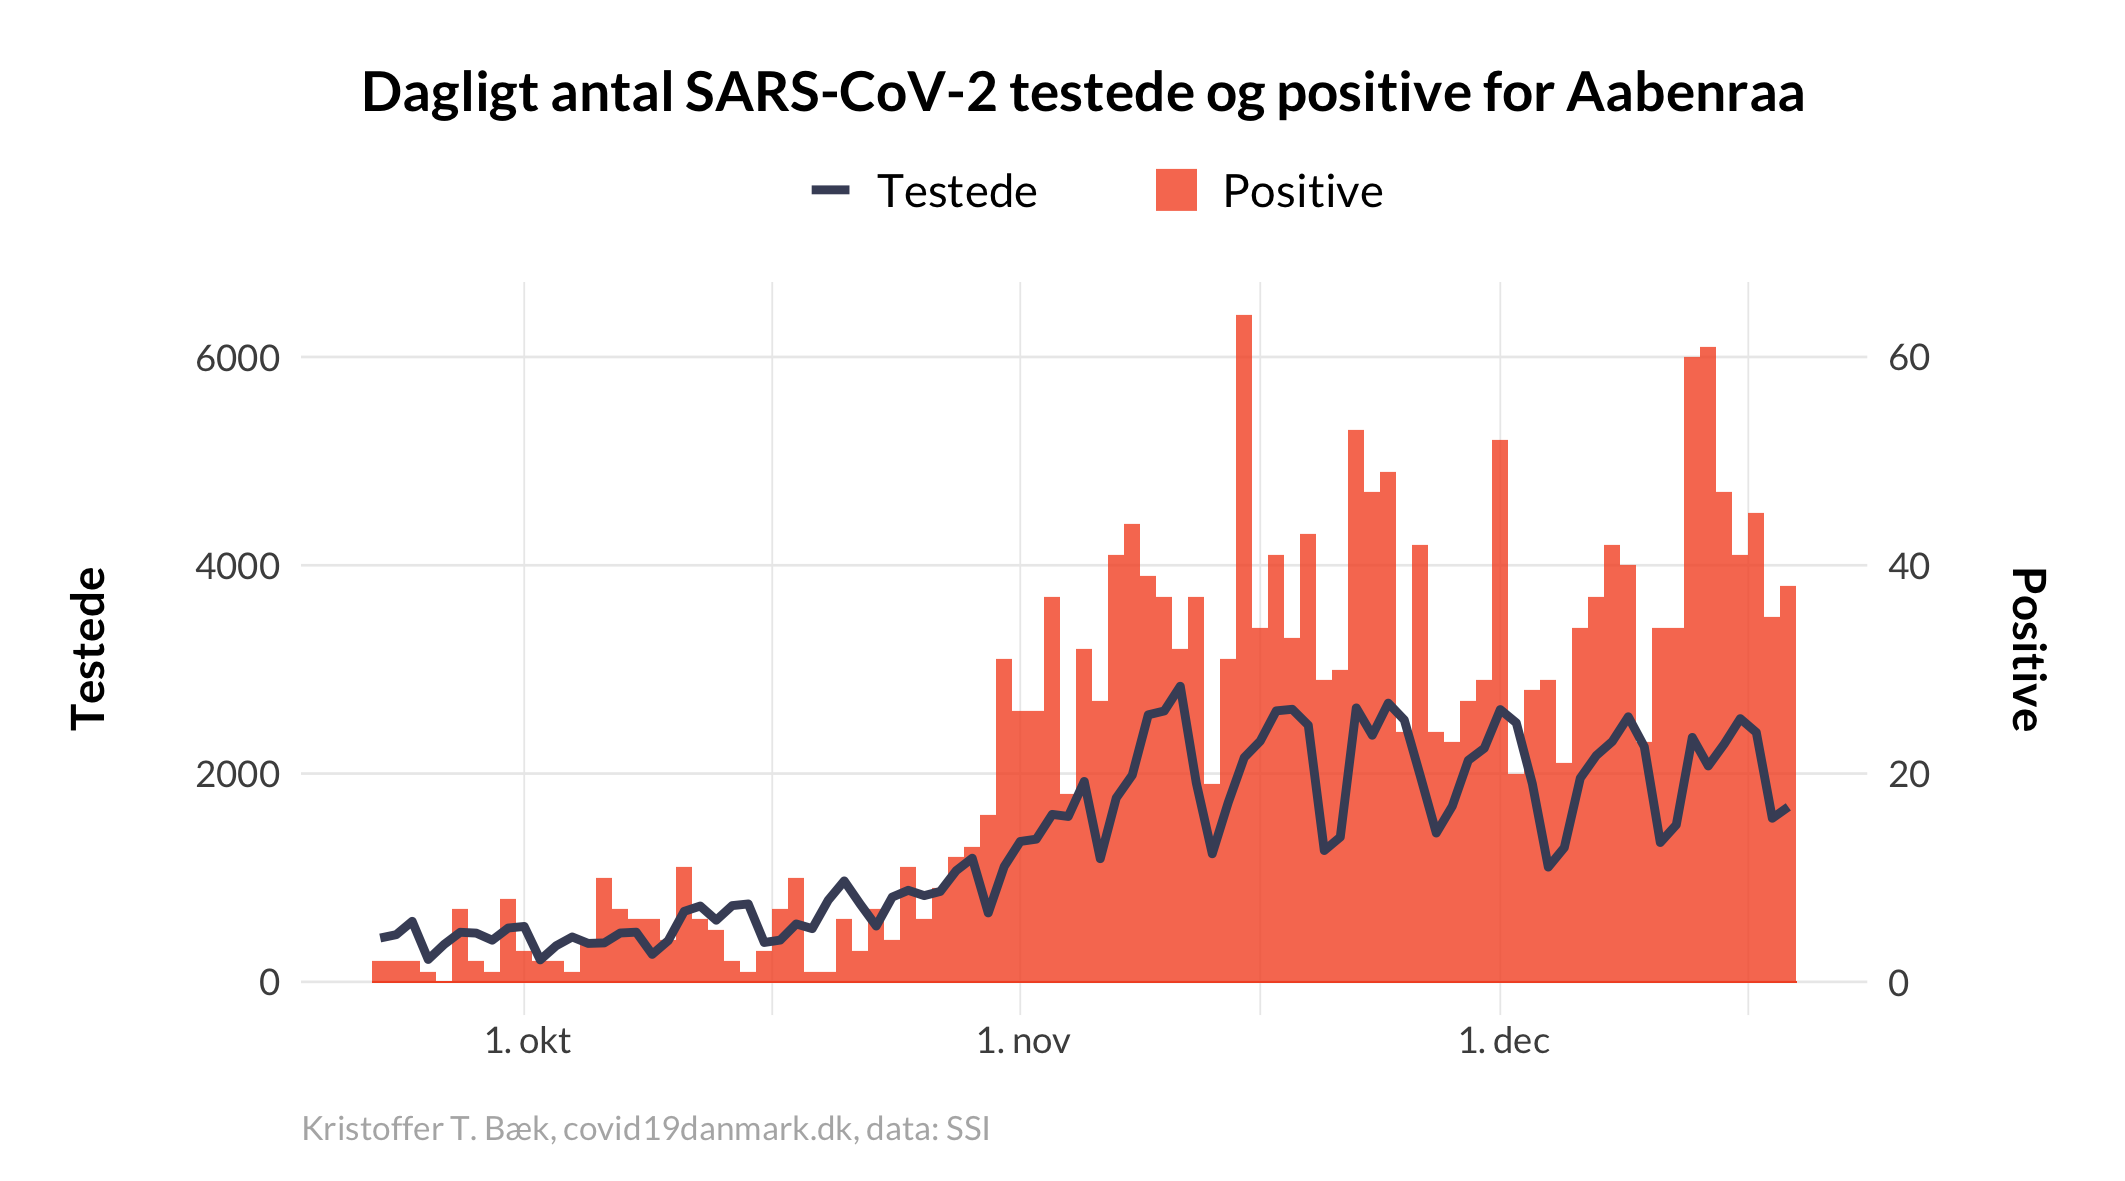 Dagligt antal SARS-CoV-2 testede og positive for Aabenraa
Testede
Positive
6000
60
4000
40
2000
20
0
0
Testede
Positive
1. okt
1. nov
1. dec
Kristoffer T. Bæk, covid19danmark.dk, data: SSI